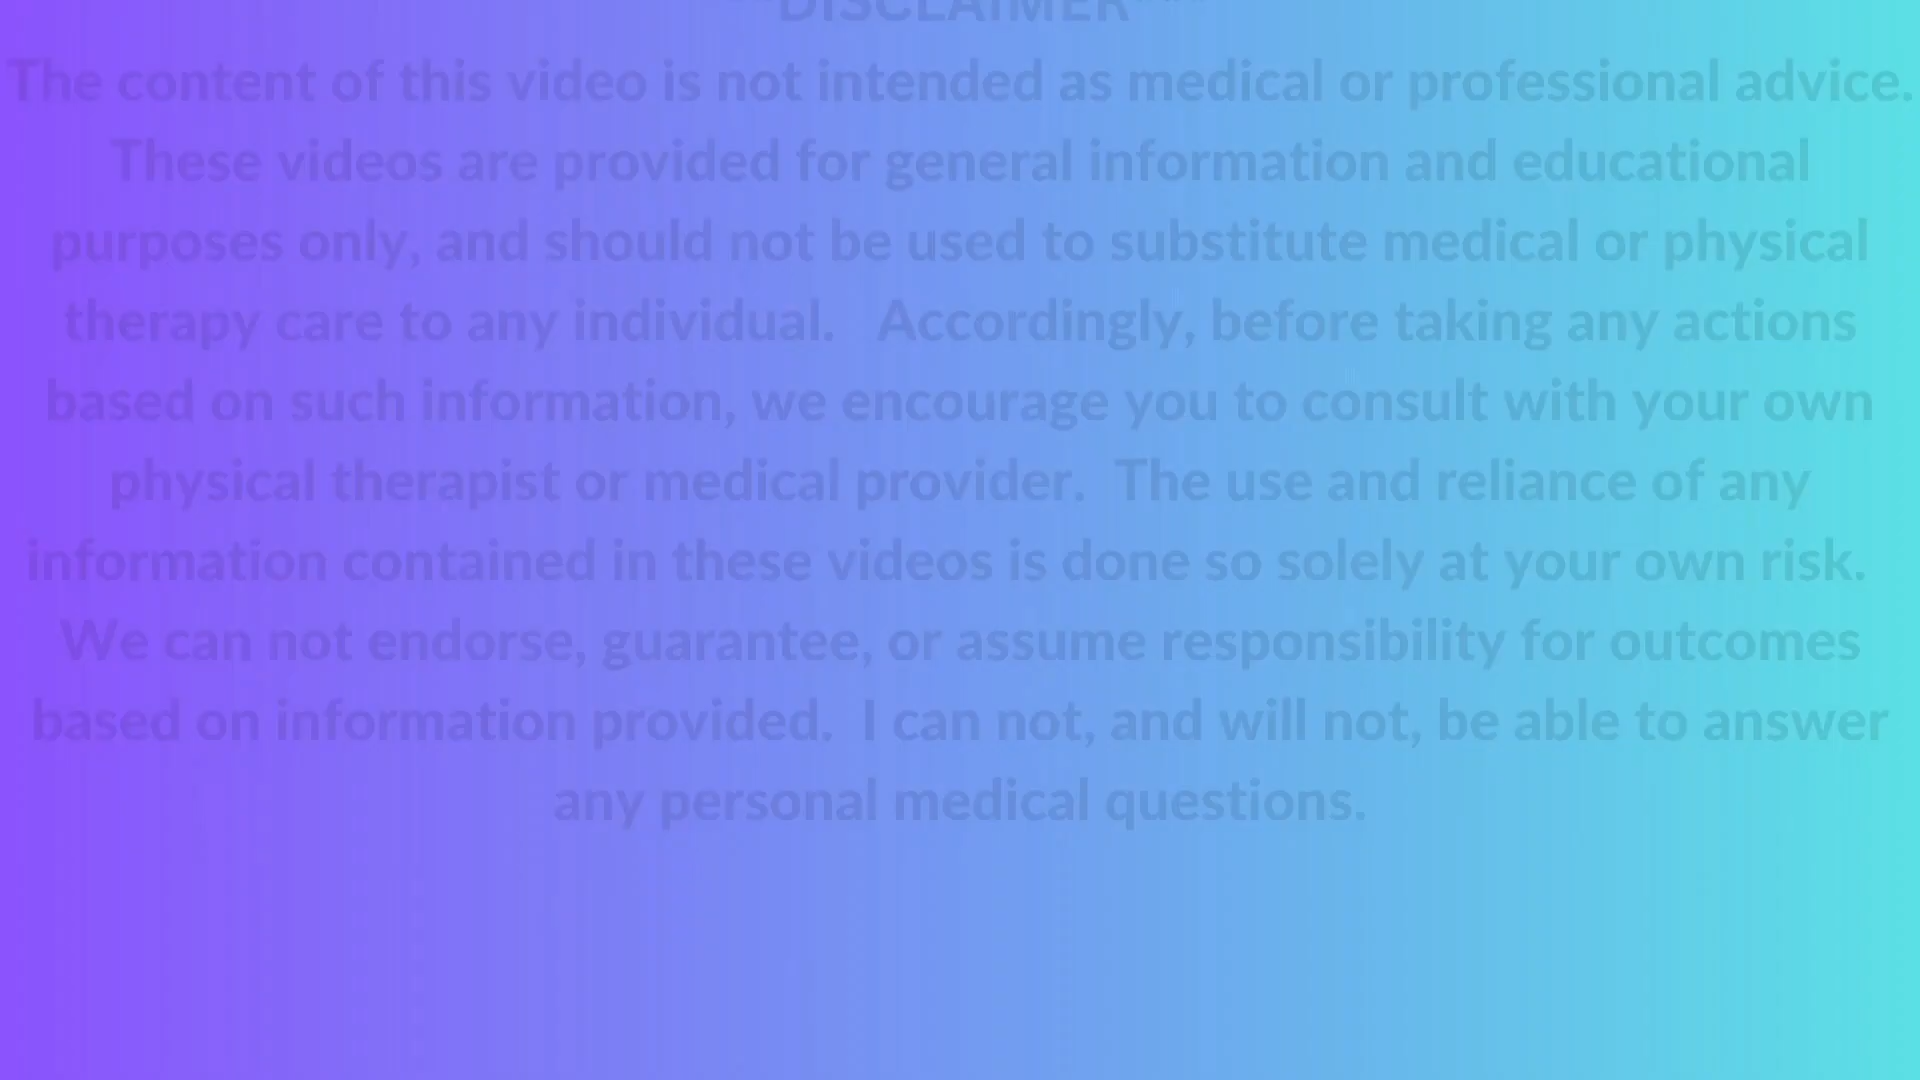 ***DISCLAIMER***
The content of this video is not intended as medical or professional advice.
These videos are provided for general information and educational
purposes only, and should not be used to substitute medical or physical
therapy care to any individual.   Accordingly, before taking any actions
based on such information, we encourage you to consult with your own
physical therapist or medical provider.  The use and reliance of any
information contained in these videos is done so solely at your own risk.
We can not endorse, guarantee, or assume responsibility for outcomes
based on information provided.  I can not, and will not, be able to answer
any personal medical questions.